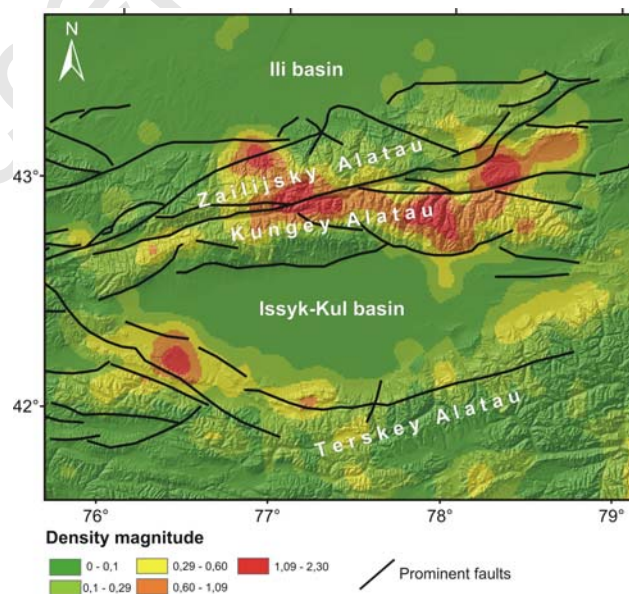 N
Ili basin
43°
Zailijsky Alatau
Kungey Alatau
Issyk-Kul basin
42°
Terskey Alatau
76°
77°
78°
79°
Density magnitude
0 - 0,1
0,29 - 0,60
1,09 - 2,30
0,1 - 0,29
0,60 - 1,09
Prominent faults